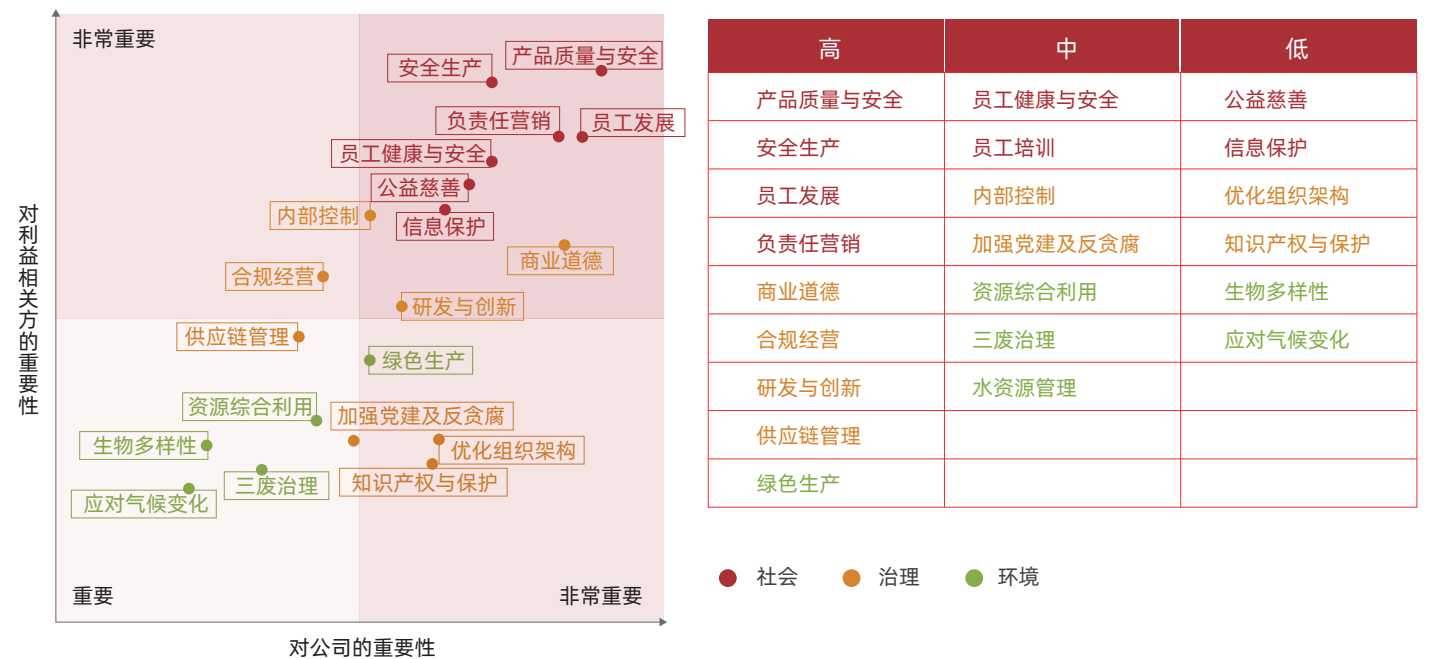 非常重要
产品质量与安全
安全生产
负责任营销
员工发展
员工健康与安全
公益慈善
内部控制
信息保护
商业道德
合规经营
研发与创新
供应链管理
绿色生产
资源综合利用
加强党建及反贪腐
生物多样性
优化组织架构
三废治理
知识产权与保护
应对气候变化
重要
非常重要
对利益相关方的重要性
对公司的重要性
高 中 低
产品质量与安全 员工健康与安全 公益慈善
安全生产 员工培训 信息保护
员工发展 内部控制 优化组织架构
负责任营销 加强党建及反贪腐 知识产权与保护
商业道德 资源综合利用 生物多样性
合规经营 三废治理 应对气候变化
研发与创新 水资源管理
供应链管理
绿色生产
社会 治理 环境